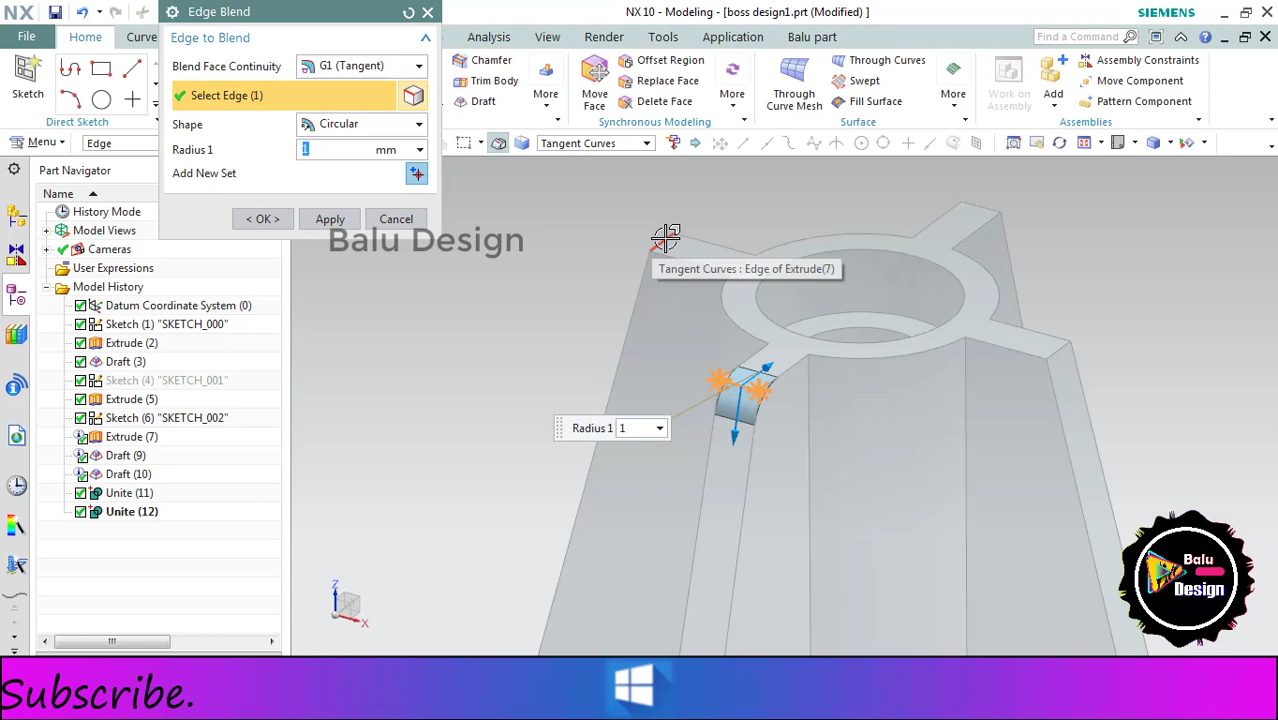 NX
Edge Blend
NX 10 - Modeling - [boss design1.prt (Modified) ]
SIEMENS
File
Home
Curve
Analysis
View
Render
Tools
Application
Balu part
Find a Command
Sketch
Direct Sketch
Edge to Blend
Blend Face Continuity
G1 (Tangent)
Select Edge (1)
Shape
Circular
Radius 1
1
mm
Add New Set
< OK >
Apply
Cancel
Chamfer
Trim Body
Draft
More
Move
Face
Offset Region
Replace Face
Delete Face
More
Synchronous Modeling
Through
Curve Mesh
Through Curves
Swept
Fill Surface
More
Surface
Work on
Assembly
Add
Assembly Constraints
Move Component
Pattern Component
Assemblies
Menu
Edge
Tangent Curves
Part Navigator
Name
History Mode
Model Views
Cameras
User Expressions
Model History
Datum Coordinate System (0)
Sketch (1) "SKETCH_000"
Extrude (2)
Draft (3)
Sketch (4) "SKETCH_001"
Extrude (5)
Sketch (6) "SKETCH_002"
Extrude (7)
Draft (9)
Draft (10)
Unite (11)
Unite (12)
Balu Design
Tangent Curves : Edge of Extrude(7)
Radius 1
1
Z
X
Balu
Design
Subscribe.